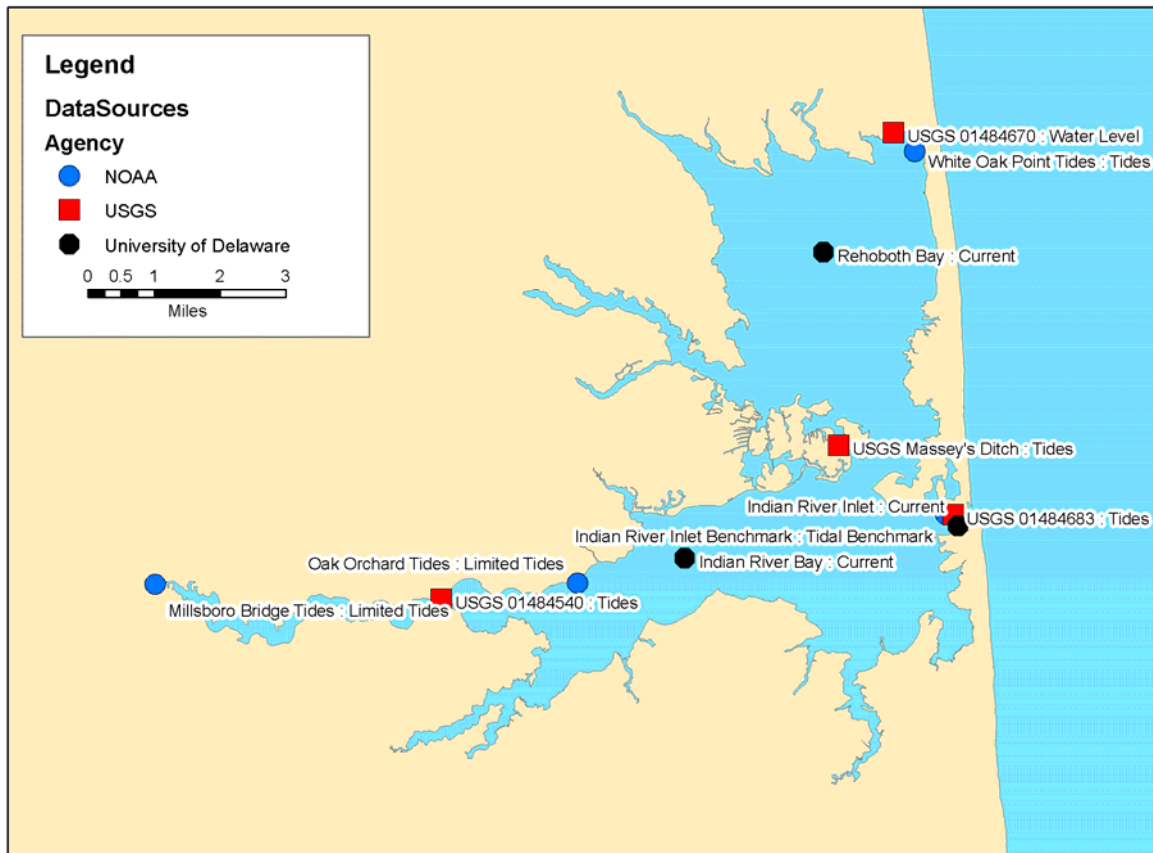 Legend
DataSources
Agency
NOAA
USGS
University of Delaware
0 0.5 1 2 3
Miles
USGS 01484670 : Water Level
White Oak Point Tides : Tides
Rehoboth Bay : Current
USGS Massey's Ditch : Tides
Indian River Inlet : Current
USGS 01484683 : Tides
Indian River Inlet Benchmark : Tidal Benchmark
Oak Orchard Tides : Limited Tides
Indian River Bay : Current
USGS 01484540 : Tides
Millsboro Bridge Tides : Limited Tides